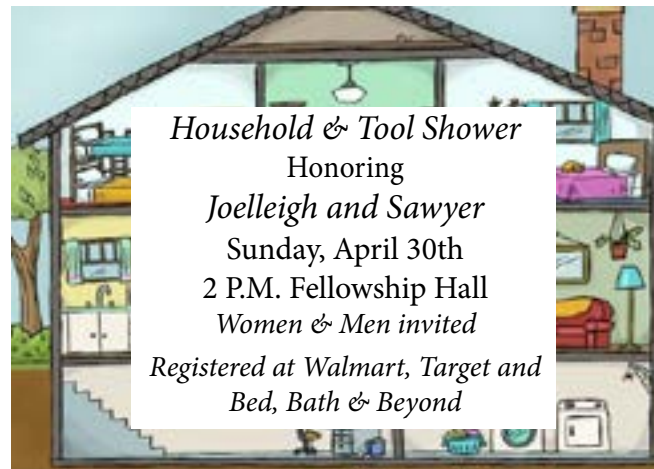 Household & Tool Shower
Honoring
Joelleigh and Sawyer
Sunday, April 30th
2 P.M. Fellowship Hall
Women & Men invited
Registered at Walmart, Target and
Bed, Bath & Beyond